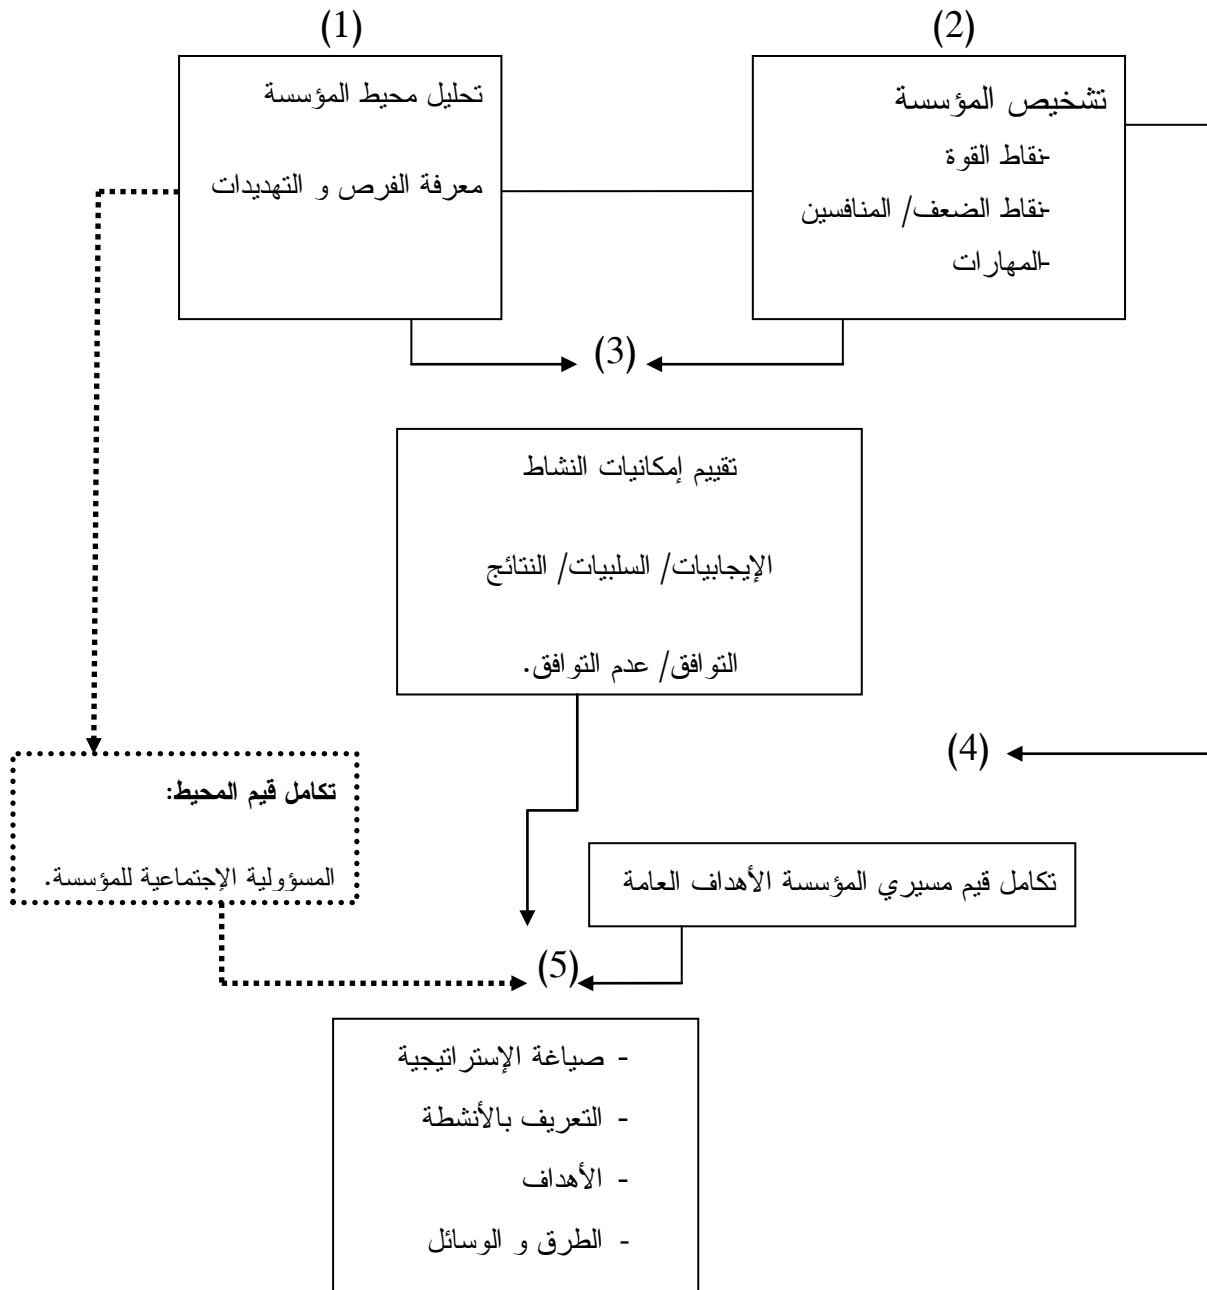 (1)
تحليل محيط المؤسسة
معرفة الفرص و التهديدات
(2)
تشخيص المؤسسة
-نقاط القوة
-نقاط الضعف/ المنافسين
-المهارات
(3)
تقييم إمكانيات النشاط
الإيجابيات/ السلبيات/ النتائج
التوافق/ عدم التوافق.
(4)
تكامل قيم المحيط:
المسؤولية الإجتماعية للمؤسسة.
تكامل قيم مسيري المؤسسة الأهداف العامة
(5)
- صياغة الإستراتيجية
- التعريف بالأنشطة
- الأهداف
- الطرق و الوسائل